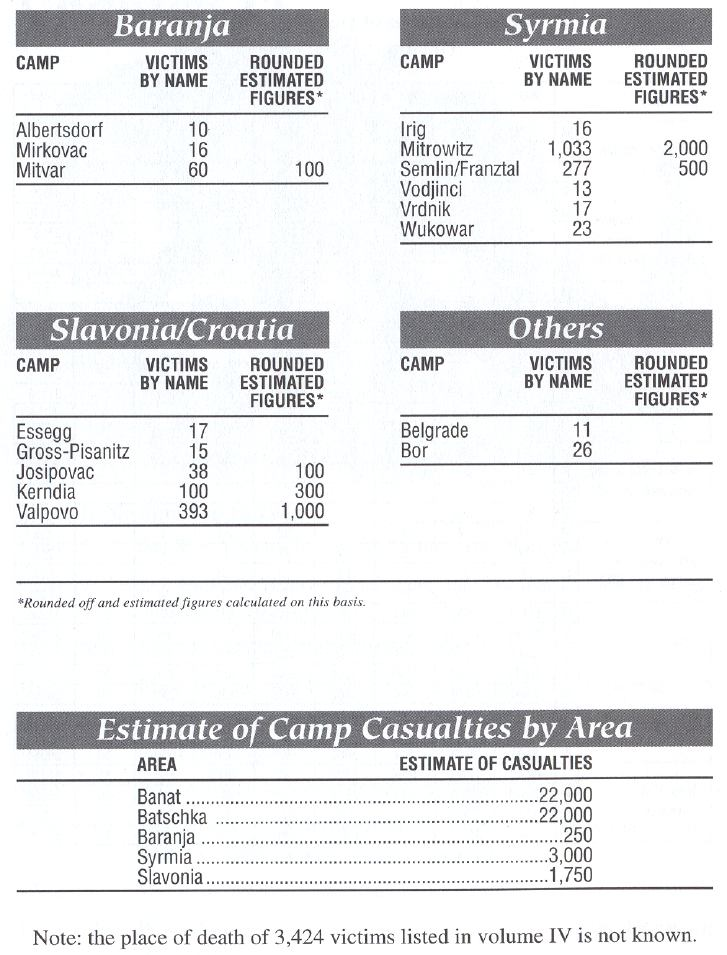 Baranja
CAMP VICTIMS BY NAME ROUNDED ESTIMATED FIGURES*
Albertsdorf 10
Mirkovac 16
Mitvar 60 100
Syrmia
CAMP VICTIMS BY NAME ROUNDED ESTIMATED FIGURES*
Irig 16
Mitrowitz 1,033 2,000
Semlin/Franztal 277 500
Vodjinci 13
Vrdnik 17
Wukowar 23
Slavonia/Croatia
CAMP VICTIMS BY NAME ROUNDED ESTIMATED FIGURES*
Essegg 17
Gross-Pisanitz 15
Josipovac 38 100
Kerndia 100 300
Valpovo 393 1,000
Others
CAMP VICTIMS BY NAME ROUNDED ESTIMATED FIGURES*
Belgrade 11
Bor 26
*Rounded off and estimated figures calculated on this basis.
Estimate of Camp Casualties by Area
AREA ESTIMATE OF CASUALTIES
Banat 22,000
Batschka 22,000
Baranja 250
Syrmia 3,000
Slavonia 1,750
Note: the place of death of 3,424 victims listed in volume IV is not known.